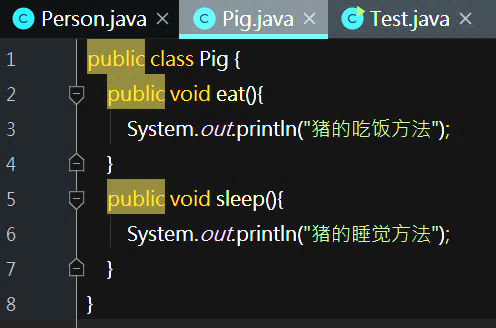 Person.java Pig.java Test.java
1 public class Pig {
2 public void eat(){
3 System.out.println("猪的吃饭方法");
4 }
5 public void sleep(){
6 System.out.println("猪的睡觉方法");
7 }
8 }